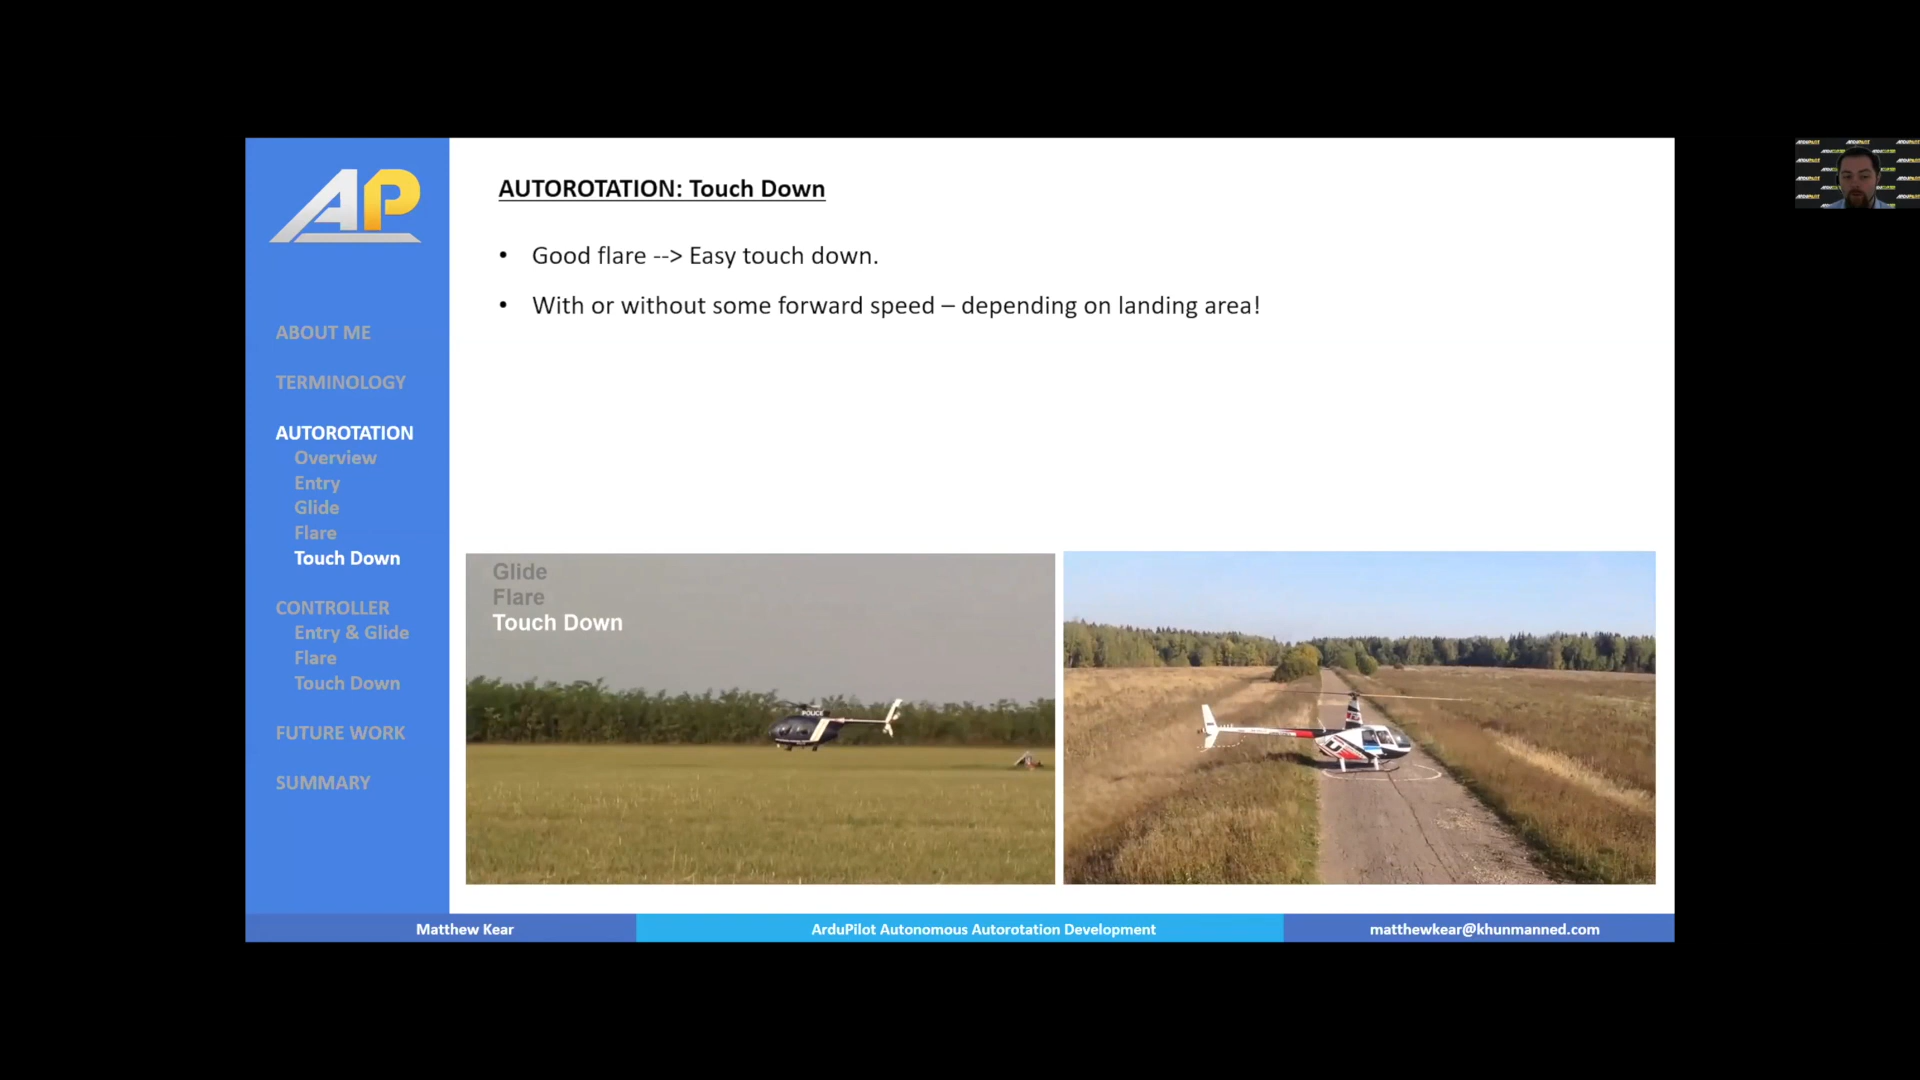 AP
ABOUT ME
TERMINOLOGY
AUTOROTATION
Overview
Entry
Glide
Flare
Touch Down
CONTROLLER
Entry & Glide
Flare
Touch Down
FUTURE WORK
SUMMARY
AUTOROTATION: Touch Down
• Good flare --> Easy touch down.
• With or without some forward speed – depending on landing area!
Glide
Flare
Touch Down
POLICE
Matthew Kear
ArduPilot Autonomous Autorotation Development
matthewkear@khunmanned.com